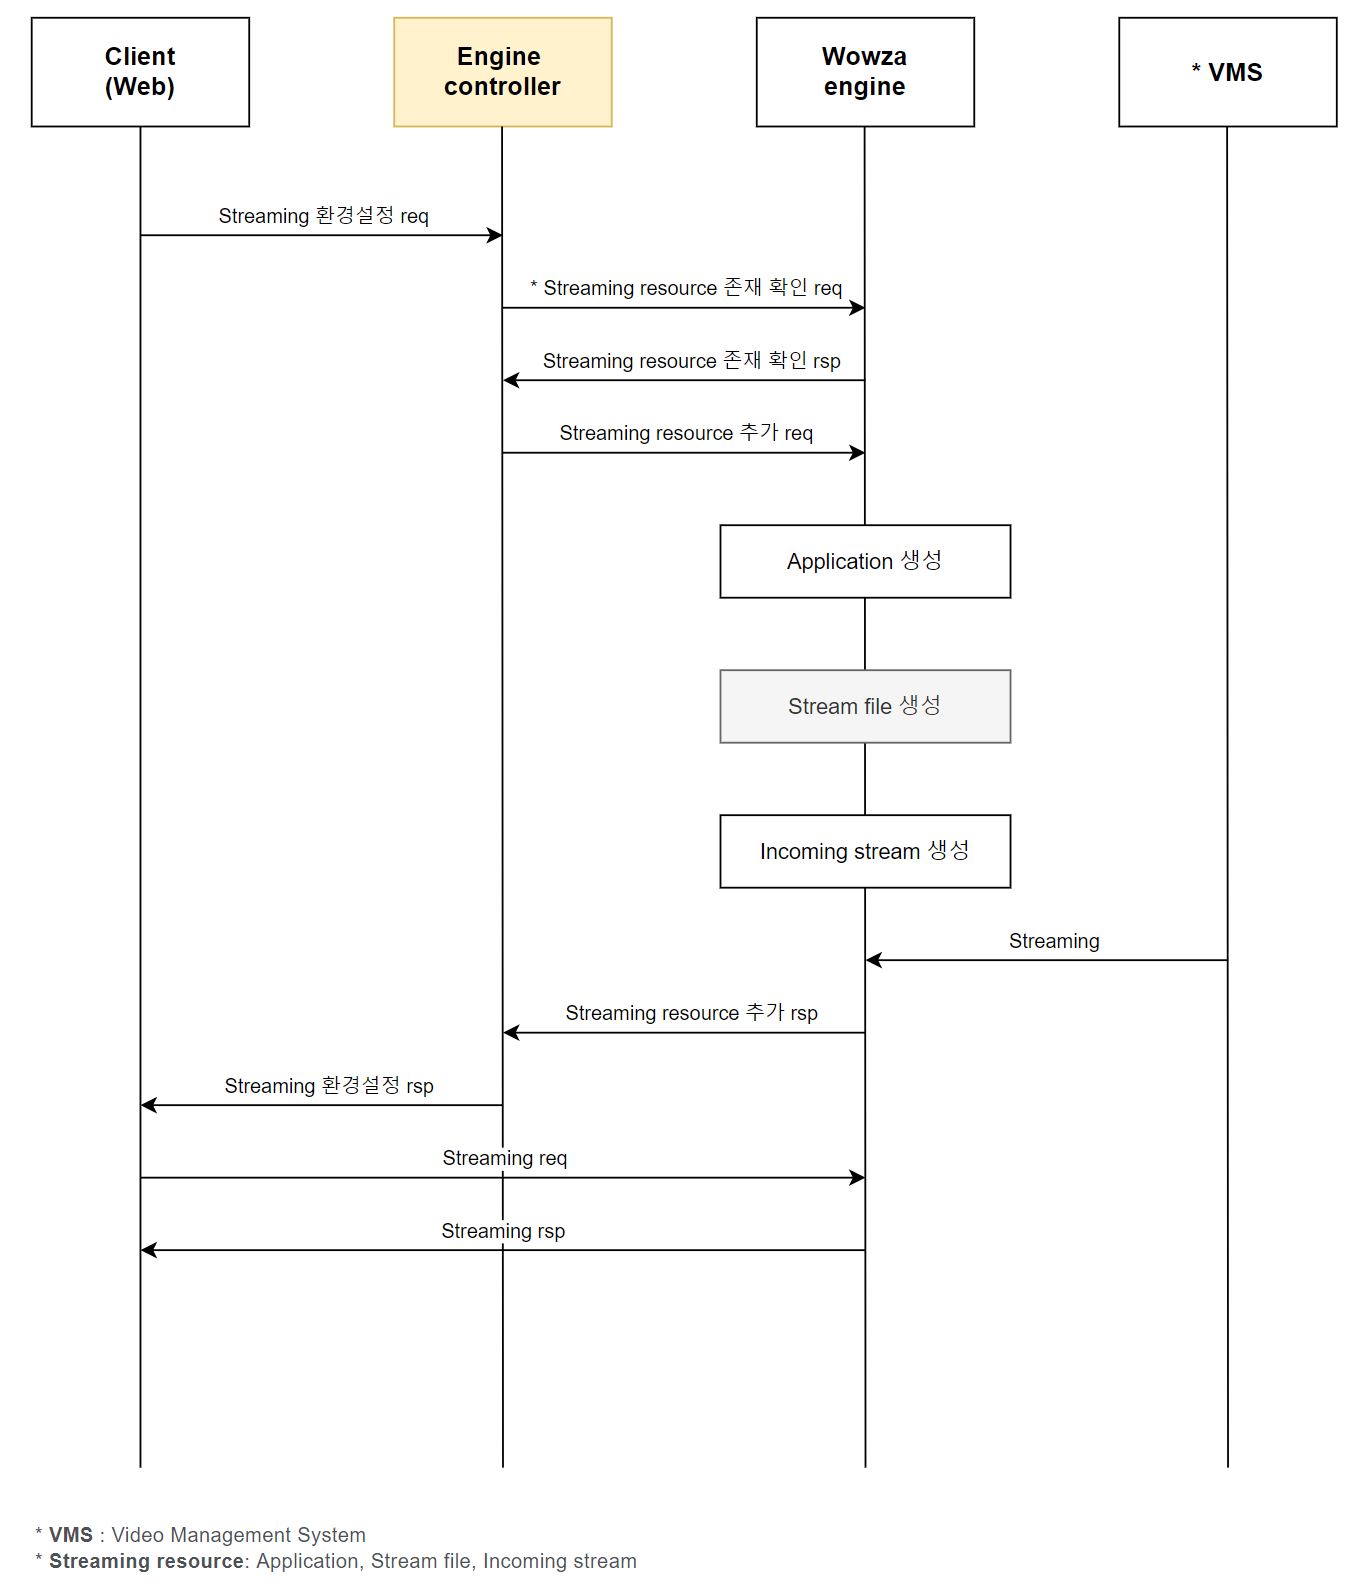 Client
(Web)
Engine
controller
Wowza
engine
* VMS
Streaming 환경설정 req
* Streaming resource 존재 확인 req
Streaming resource 존재 확인 rsp
Streaming resource 추가 req
Application 생성
Stream file 생성
Incoming stream 생성
Streaming
Streaming resource 추가 rsp
Streaming 환경설정 rsp
Streaming req
Streaming rsp
* VMS : Video Management System
* Streaming resource: Application, Stream file, Incoming stream